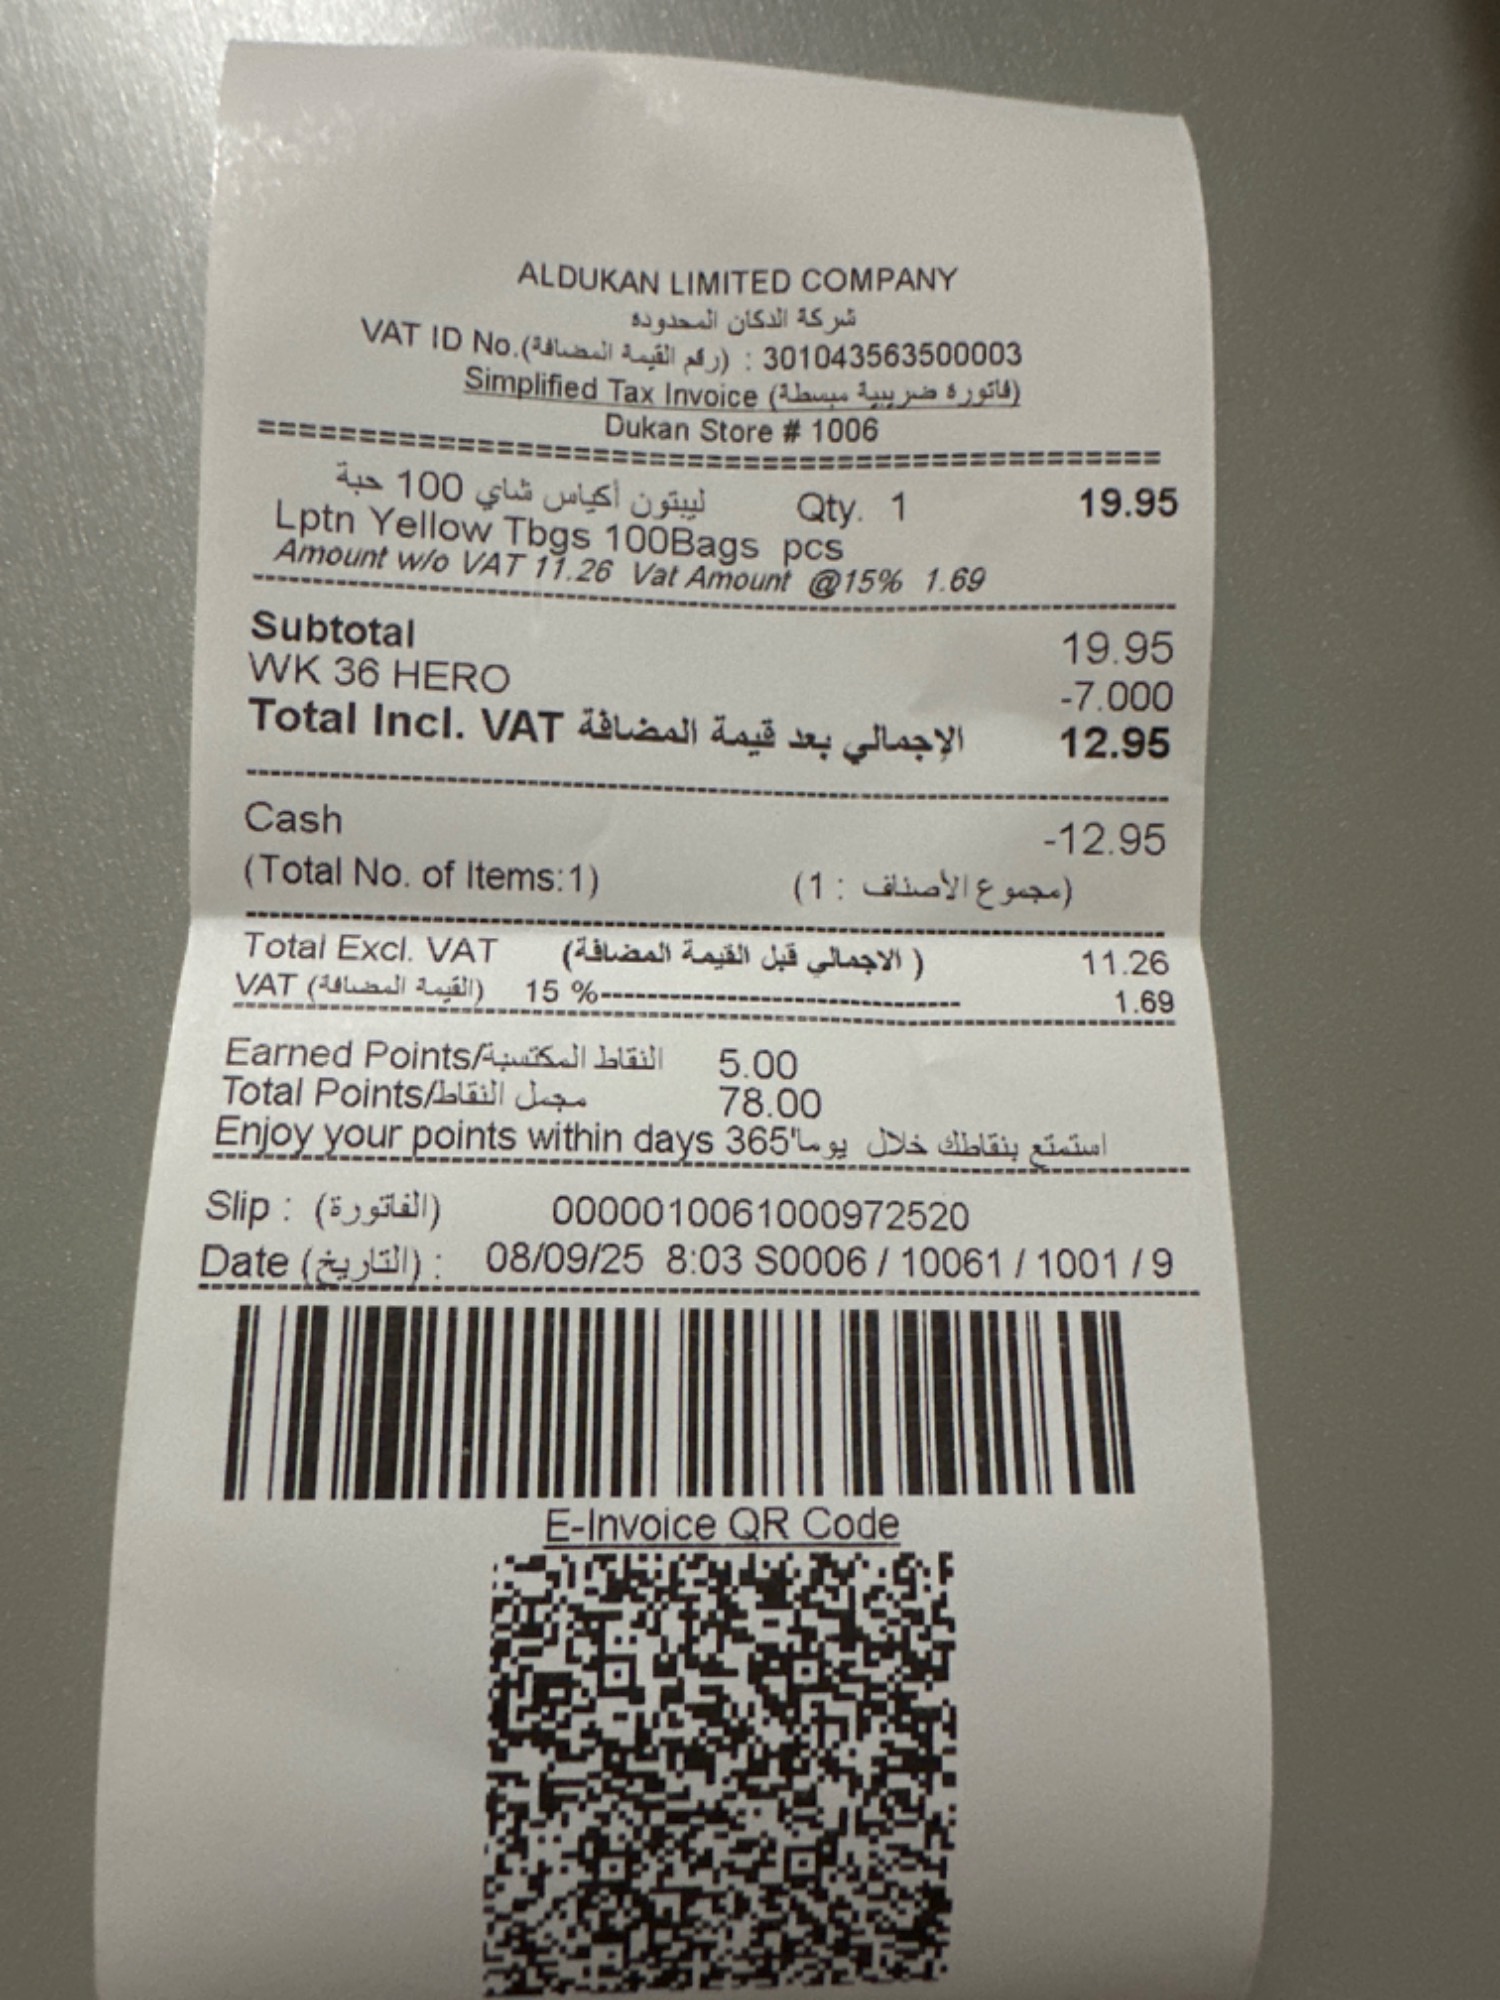 ALDUKAN LIMITED COMPANY
شركة الدكان المحدوده
VAT ID No.(رقم القيمة المضافة) : 301043563500003
Simplified Tax Invoice (فاتورة ضريبية مبسطة)
Dukan Store # 1006
ليبتون أكياس شاي 100 حبة Qty. 1 19.95
Lptn Yellow Tbgs 100Bags pcs
Amount w/o VAT 11.26 Vat Amount @15% 1.69
Subtotal 19.95
WK 36 HERO -7.000
Total Incl. VAT الإجمالي بعد قيمة المضافة 12.95
Cash -12.95
(Total No. of Items:1) (مجموع الأصناف : 1)
Total Excl. VAT (الاجمالي قبل القيمة المضافة ) 11.26
VAT (القيمة المضافة) 15 %------------------------------ 1.69
Earned Points/النقاط المكتسبة 5.00
Total Points/مجمل النقاط 78.00
Enjoy your points within days 365'استمتع بنقاطك خلال يوما
Slip : (الفاتورة) 0000010061000972520
Date (التاريخ) : 08/09/25 8:03 S0006 / 10061 / 1001 / 9
E-Invoice QR Code